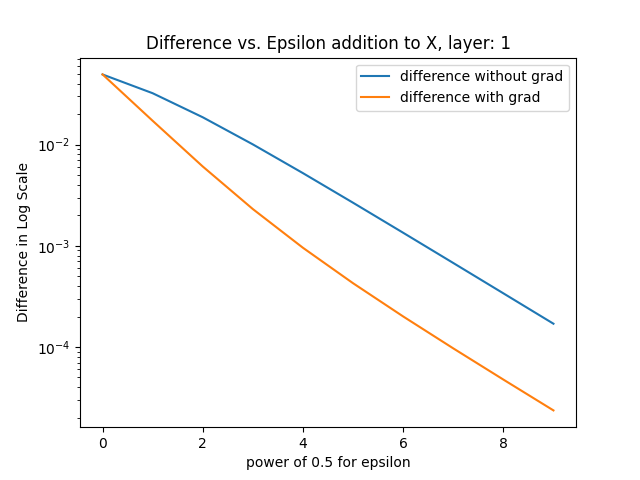 Difference vs. Epsilon addition to X, layer: 1
difference without grad
difference with grad
Difference in Log Scale
10⁻²
10⁻³
10⁻⁴
0 2 4 6 8
power of 0.5 for epsilon